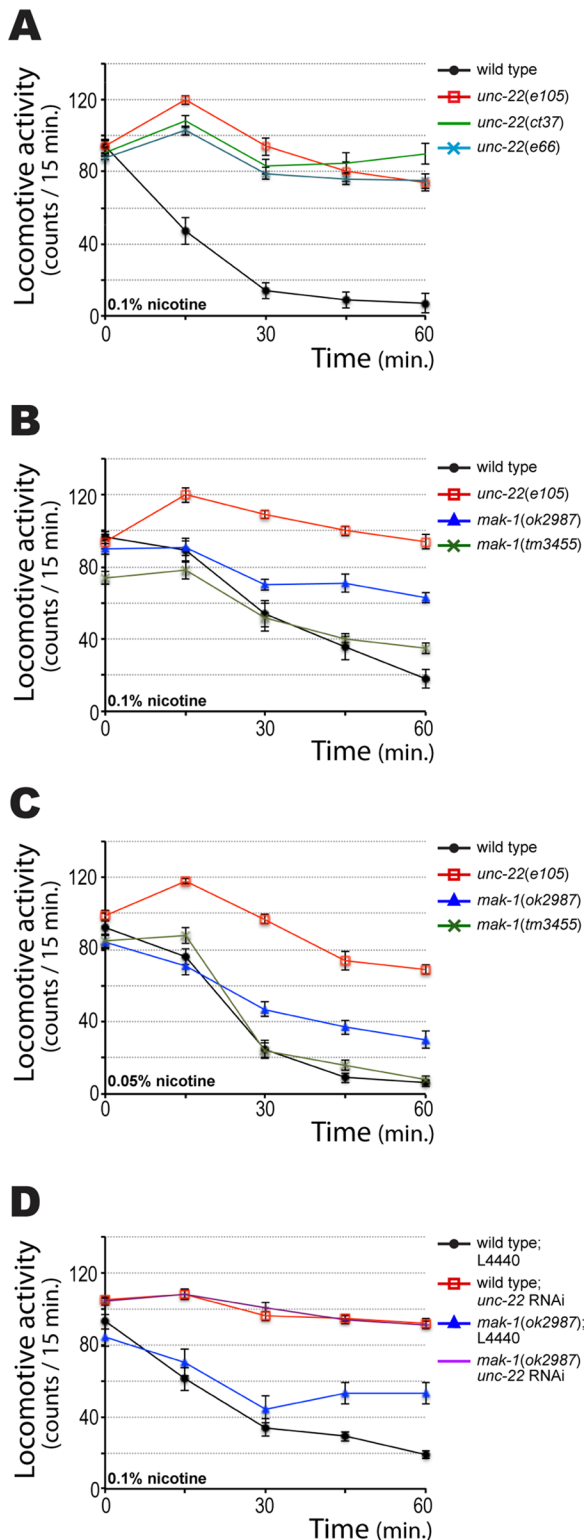 A
Locomotive activity
(counts / 15 min.)
120
80
40
0
0.1% nicotine
0
30
60
Time (min.)
wild type
unc-22(e105)
unc-22(ct37)
unc-22(e66)
B
Locomotive activity
(counts / 15 min.)
120
80
40
0
0.1% nicotine
0
30
60
Time (min.)
wild type
unc-22(e105)
mak-1(ok2987)
mak-1(tm3455)
C
Locomotive activity
(counts / 15 min.)
120
80
40
0
0.05% nicotine
0
30
60
Time (min.)
wild type
unc-22(e105)
mak-1(ok2987)
mak-1(tm3455)
D
Locomotive activity
(counts / 15 min.)
120
80
40
0
0.1% nicotine
0
30
60
Time (min.)
wild type;
L4440
wild type;
unc-22 RNAi
mak-1(ok2987);
L4440
mak-1(ok2987)
unc-22 RNAi